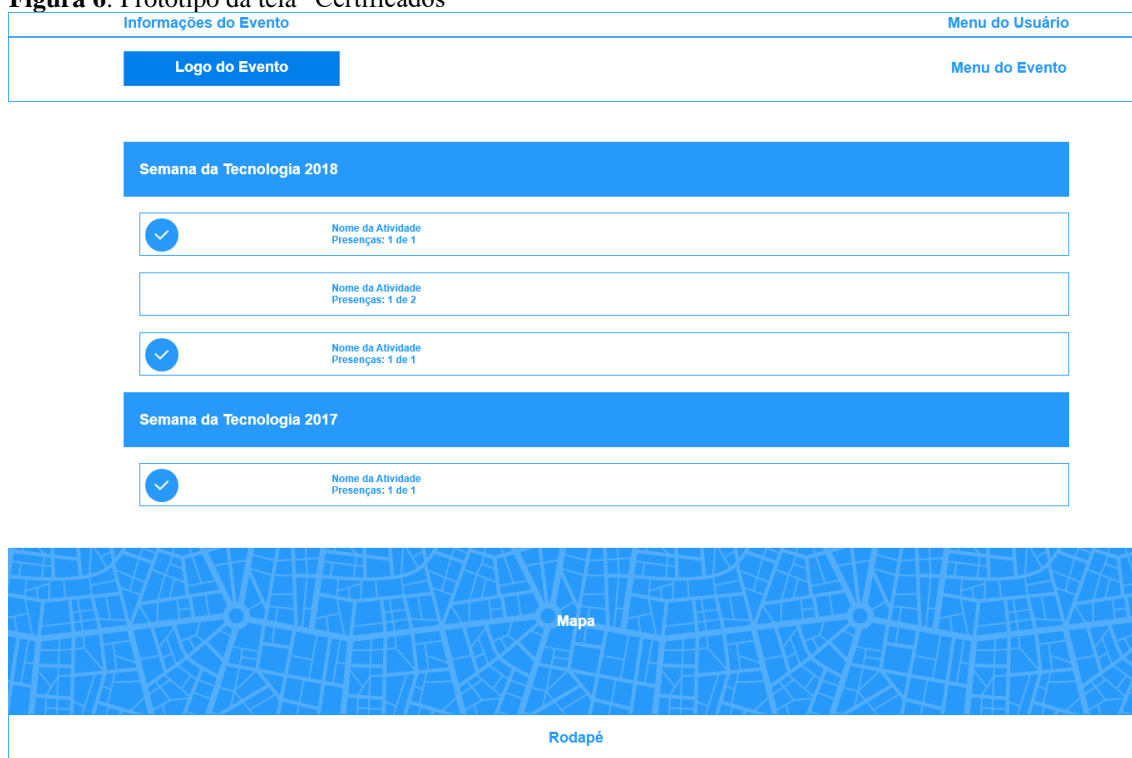 Figura 6: Protótipo da tela "Certificados"
Informações do Evento
Menu do Usuário
Logo do Evento
Menu do Evento
Semana da Tecnologia 2018
Nome da Atividade
Presenças: 1 de 1
Nome da Atividade
Presenças: 1 de 2
Nome da Atividade
Presenças: 1 de 1
Semana da Tecnologia 2017
Nome da Atividade
Presenças: 1 de 1
Mapa
Rodapé